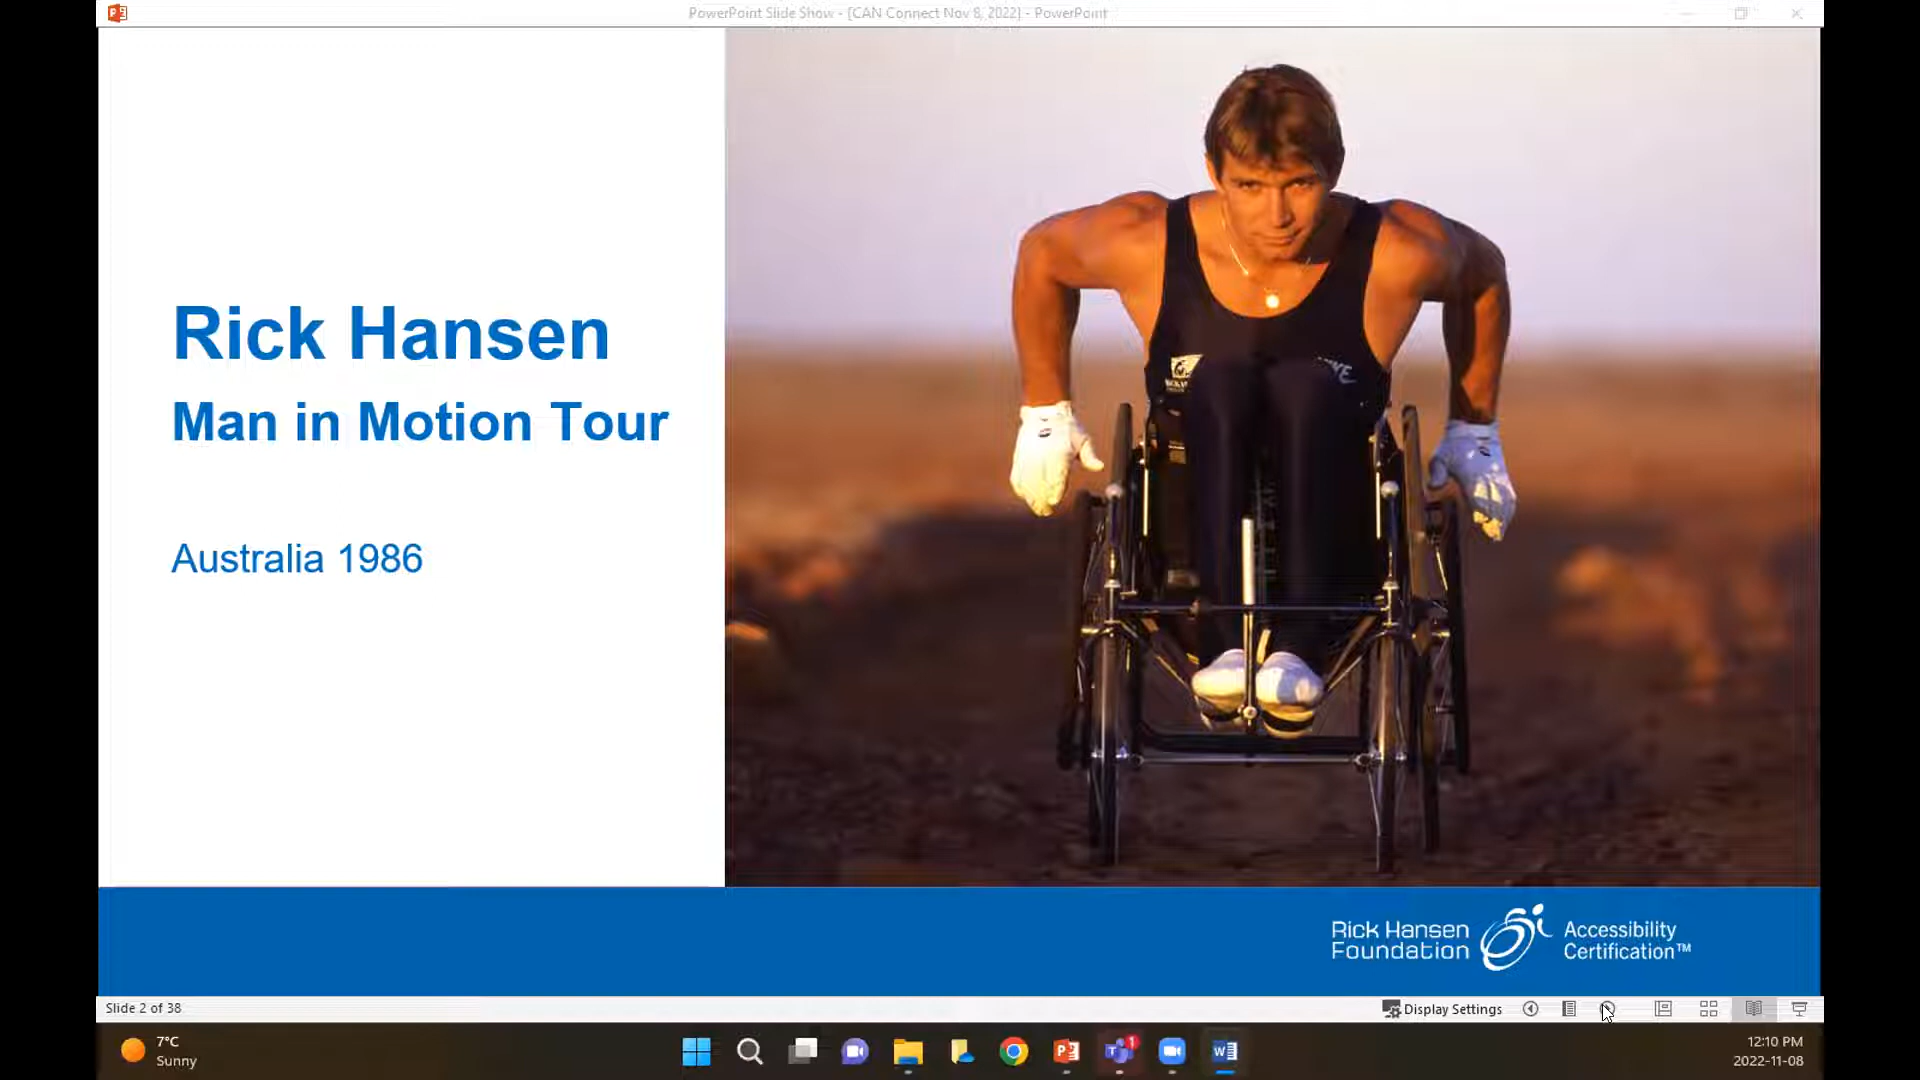 PowerPoint Slide Show - [CAN Connect Nov 8, 2022] - PowerPoint
Rick Hansen
Man in Motion Tour
Australia 1986
Rick Hansen
Foundation
Accessibility
Certification™
Slide 2 of 38
Display Settings
7°C
Sunny
1
12:10 PM
2022-11-08